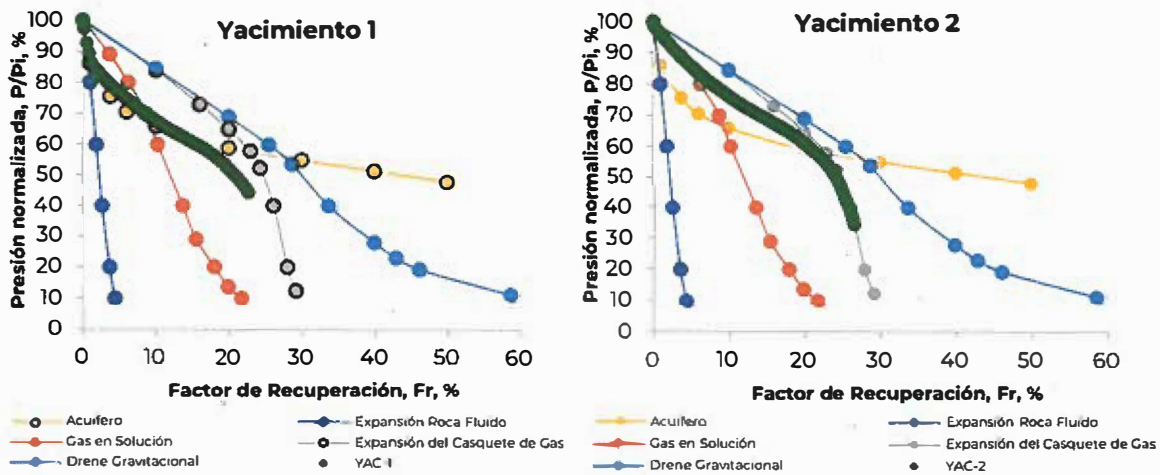 Yacimiento 1
Presión normalizada, P/Pi, %
100
90
80
70
60
50
40
30
20
10
0
0 10 20 30 40 50 60
Factor de Recuperación, Fr, %
Acuífero
Expansión Roca Fluido
Gas en Solución
Expansión del Casquete de Gas
Drene Gravitacional
YAC 1
Yacimiento 2
Presión normalizada, P/Pi, %
100
90
80
70
60
50
40
30
20
10
0
0 10 20 30 40 50 60
Factor de Recuperación, Fr, %
Acuífero
Expansión Roca Fluido
Gas en Solución
Expansión del Casquete de Gas
Drene Gravitacional
YAC-2